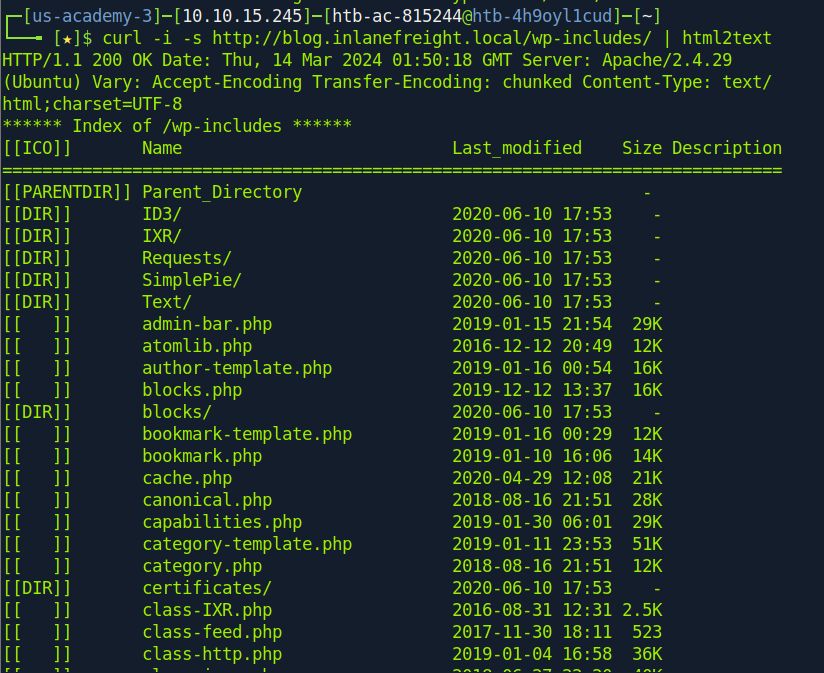 [us-academy-3]─[10.10.15.245]─[htb-ac-815244@htb-4h9oyl1cud]─[~]
[★]$ curl -i -s http://blog.inlanefreight.local/wp-includes/ | html2text
HTTP/1.1 200 OK Date: Thu, 14 Mar 2024 01:50:18 GMT Server: Apache/2.4.29
(Ubuntu) Vary: Accept-Encoding Transfer-Encoding: chunked Content-Type: text/
html;charset=UTF-8
****** Index of /wp-includes ******
[[ICO]]       Name                           Last_modified    Size Description
==============================================================================
[[PARENTDIR]] Parent_Directory                                  -
[[DIR]]       ID3/                           2020-06-10 17:53    -
[[DIR]]       IXR/                           2020-06-10 17:53    -
[[DIR]]       Requests/                      2020-06-10 17:53    -
[[DIR]]       SimplePie/                     2020-06-10 17:53    -
[[DIR]]       Text/                          2020-06-10 17:53    -
[[   ]]       admin-bar.php                  2019-01-15 21:54  29K
[[   ]]       atomlib.php                    2016-12-12 20:49  12K
[[   ]]       author-template.php            2019-01-16 00:54  16K
[[   ]]       blocks.php                     2019-12-12 13:37  16K
[[DIR]]       blocks/                        2020-06-10 17:53    -
[[   ]]       bookmark-template.php          2019-01-16 00:29  12K
[[   ]]       bookmark.php                   2019-01-10 16:06  14K
[[   ]]       cache.php                      2020-04-29 12:08  21K
[[   ]]       canonical.php                  2018-08-16 21:51  28K
[[   ]]       capabilities.php               2019-01-30 06:01  29K
[[   ]]       category-template.php          2019-01-11 23:53  51K
[[   ]]       category.php                   2018-08-16 21:51  12K
[[DIR]]       certificates/                  2020-06-10 17:53    -
[[   ]]       class-IXR.php                  2016-08-31 12:31 2.5K
[[   ]]       class-feed.php                 2017-11-30 18:11  523
[[   ]]       class-http.php                 2019-01-04 16:58  36K